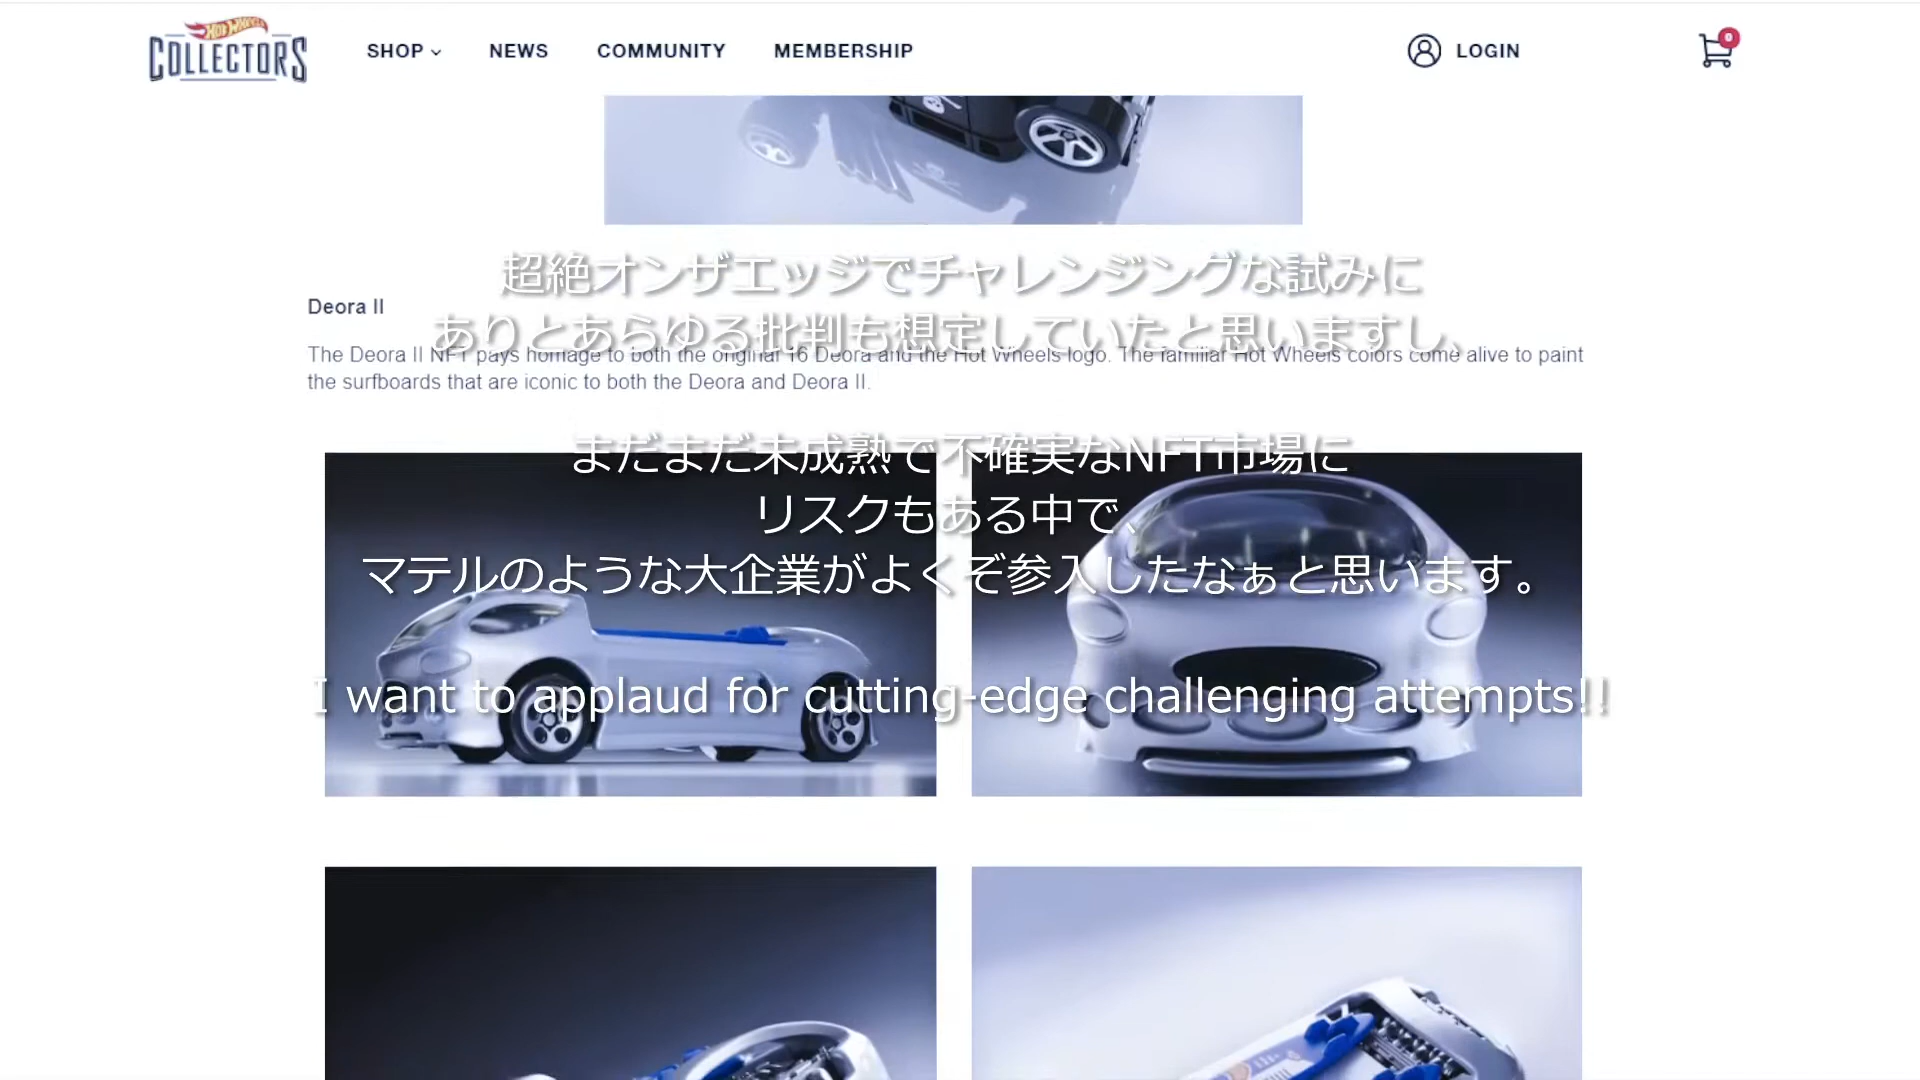 HOT WHEELS
COLLECTORS
SHOP
NEWS
COMMUNITY
MEMBERSHIP
LOGIN
0
超絶オンザエッジでチャレンジングな試みに
Deora II
ありとあらゆる批判も想定していたと思いますし、
The Deora II NFT pays homage to both the original 16 Deora and the Hot Wheels logo. The familiar Hot Wheels colors come alive to paint
the surfboards that are iconic to both the Deora and Deora II.
まだまだ未成熟で不確実なNFT市場に
リスクもある中で、
マテルのような大企業がよくぞ参入したなぁと思います。
I want to applaud for cutting-edge challenging attempts!!